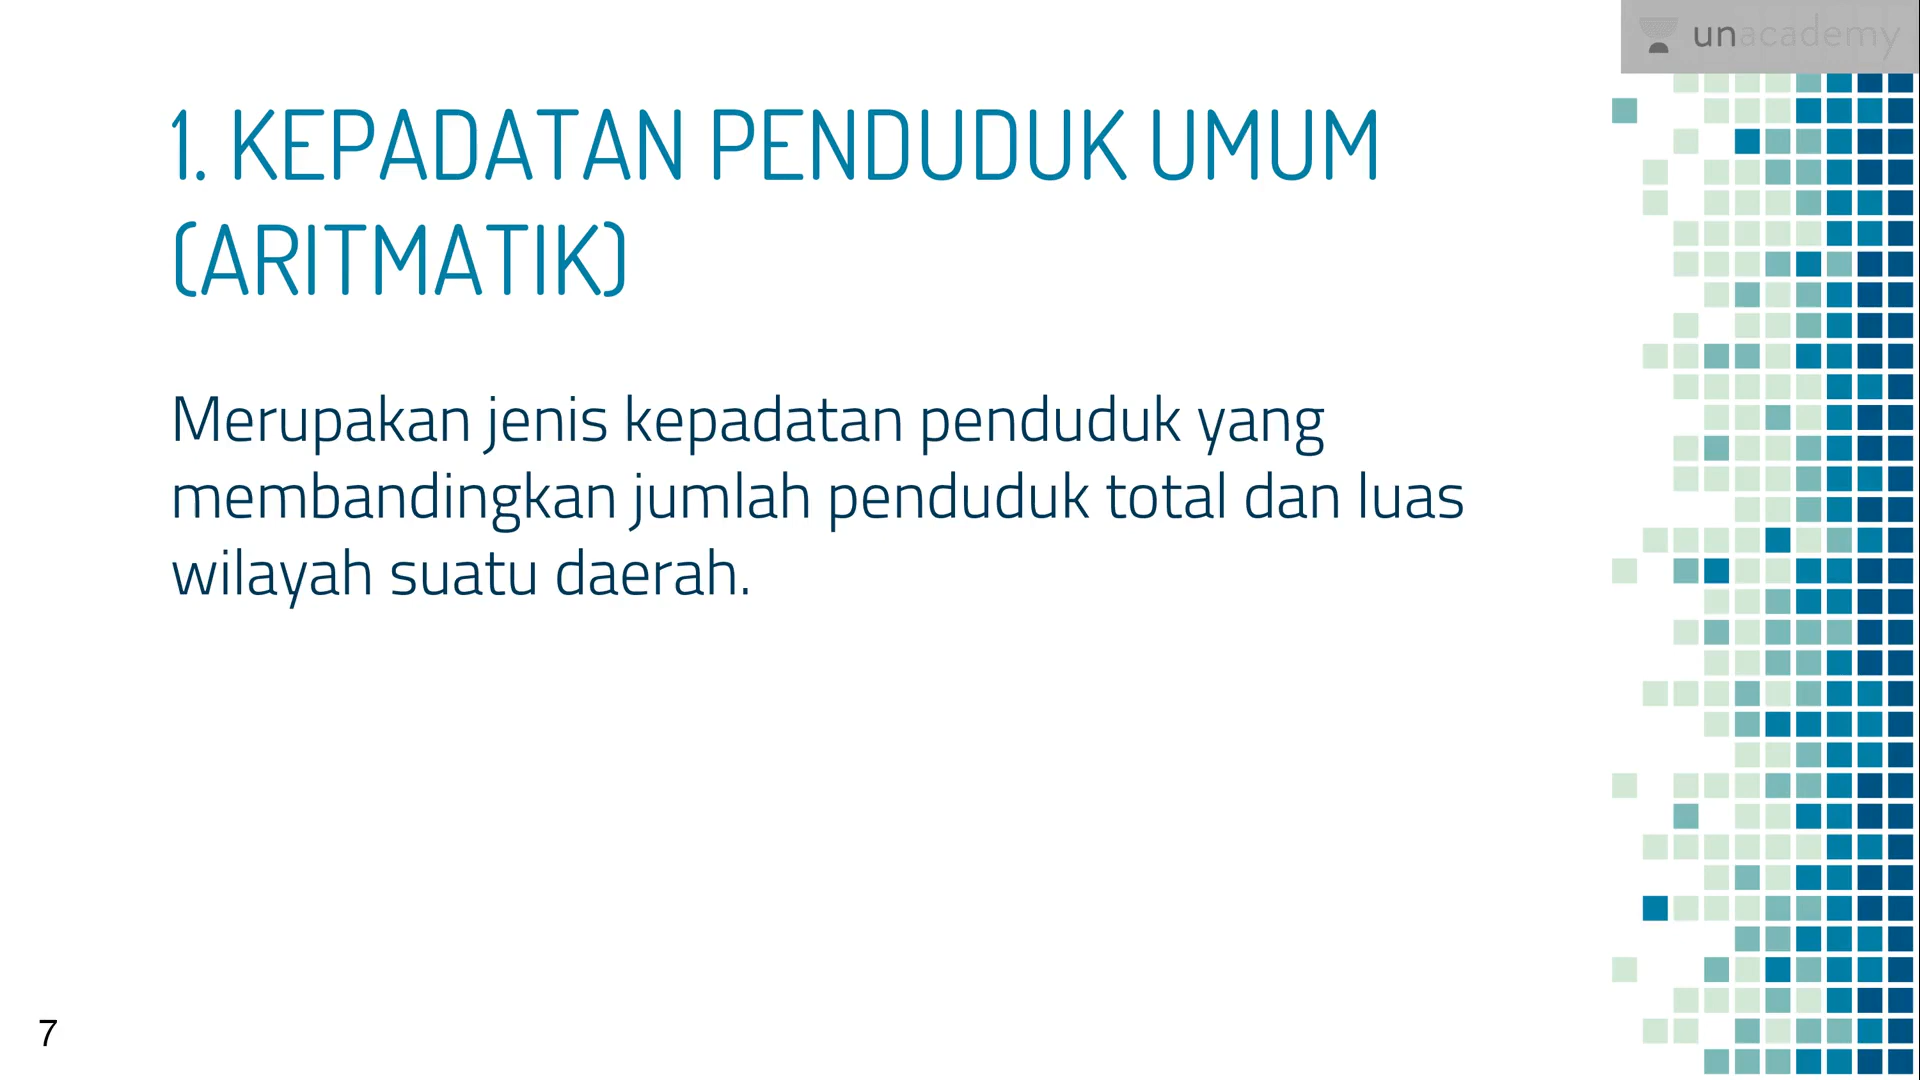 unacademy
1. KEPADATAN PENDUDUK UMUM
(ARITMATIK)
Merupakan jenis kepadatan penduduk yang
membandingkan jumlah penduduk total dan luas
wilayah suatu daerah.
7